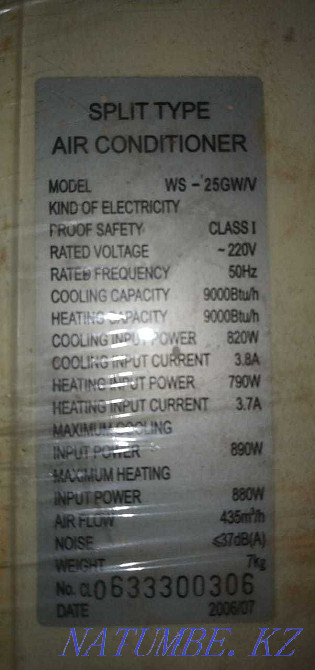 SPLIT TYPE
AIR CONDITIONER
MODEL WS - 25GW/V
KIND OF ELECTRICITY
PROOF SAFETY CLASS I
RATED VOLTAGE ~220V
RATED FREQUENCY 50Hz
COOLING CAPACITY 9000Btu/h
HEATING CAPACITY 9000Btu/h
COOLING INPUT POWER 820W
COOLING INPUT CURRENT 3.8A
HEATING INPUT POWER 790W
HEATING INPUT CURRENT 3.7A
MAXIMUM COOLING
INPUT POWER 890W
MAXIMUM HEATING
INPUT POWER 880W
AIR FLOW 435m³/h
NOISE ≤37dB(A)
WEIGHT 7kg
No. CL0633300306
DATE 2006/07
NATUMBE. KZ